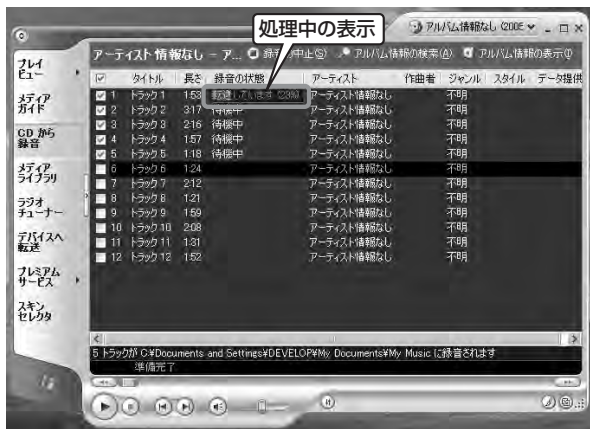 処理中の表示
アルバム情報なし (200E
アーティスト情報なし - ア...
中止(S)
アルバム情報の検索(A)
アルバム情報の表示(I)
プレイビュー
メディアガイド
CD から録音
メディアライブラリ
ラジオチューナー
デバイスへ転送
プレミアムサービス
スキンセレクタ
タイトル 長さ 録音の状態 アーティスト 作曲者 ジャンル スタイル データ提供
1 トラック 1 1:53 転送しています (23%) アーティスト情報なし 不明
2 トラック 2 3:17 待機中 アーティスト情報なし 不明
3 トラック 3 2:16 待機中 アーティスト情報なし 不明
4 トラック 4 1:57 待機中 アーティスト情報なし 不明
5 トラック 5 1:18 待機中 アーティスト情報なし 不明
6 トラック 6 1:24 アーティスト情報なし 不明
7 トラック 7 2:12 アーティスト情報なし 不明
8 トラック 8 1:21 アーティスト情報なし 不明
9 トラック 9 1:59 アーティスト情報なし 不明
10 トラック 10 2:08 アーティスト情報なし 不明
11 トラック 11 1:31 アーティスト情報なし 不明
12 トラック 12 1:52 アーティスト情報なし 不明
5 トラックが C:¥Documents and Settings¥DEVELOP¥My Documents¥My Music に録音されます
準備完了